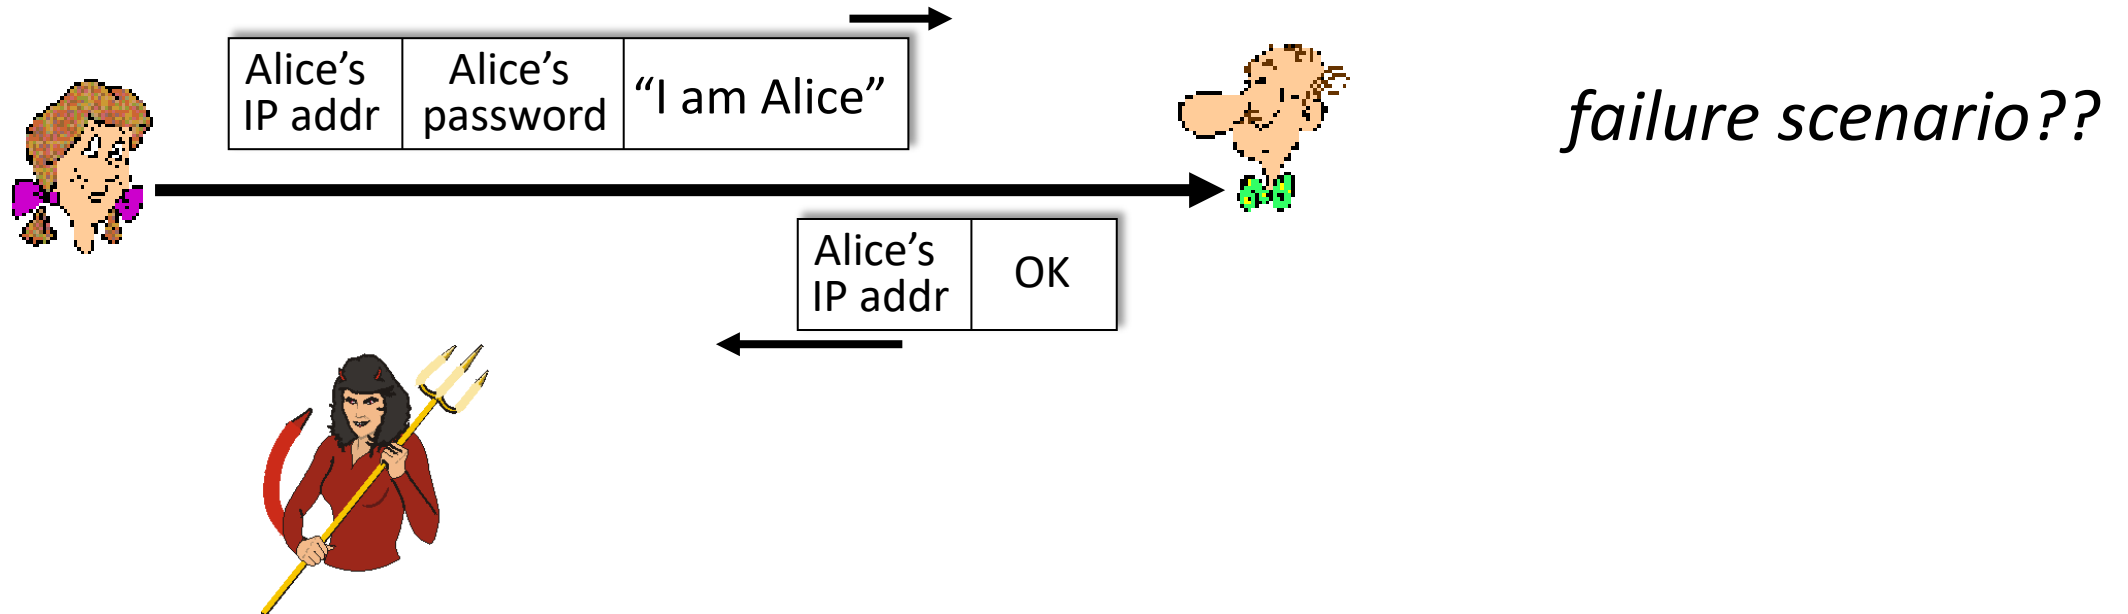 Alice’s
IP addr
Alice’s
password
“I am Alice”
failure scenario??
Alice’s
IP addr
OK